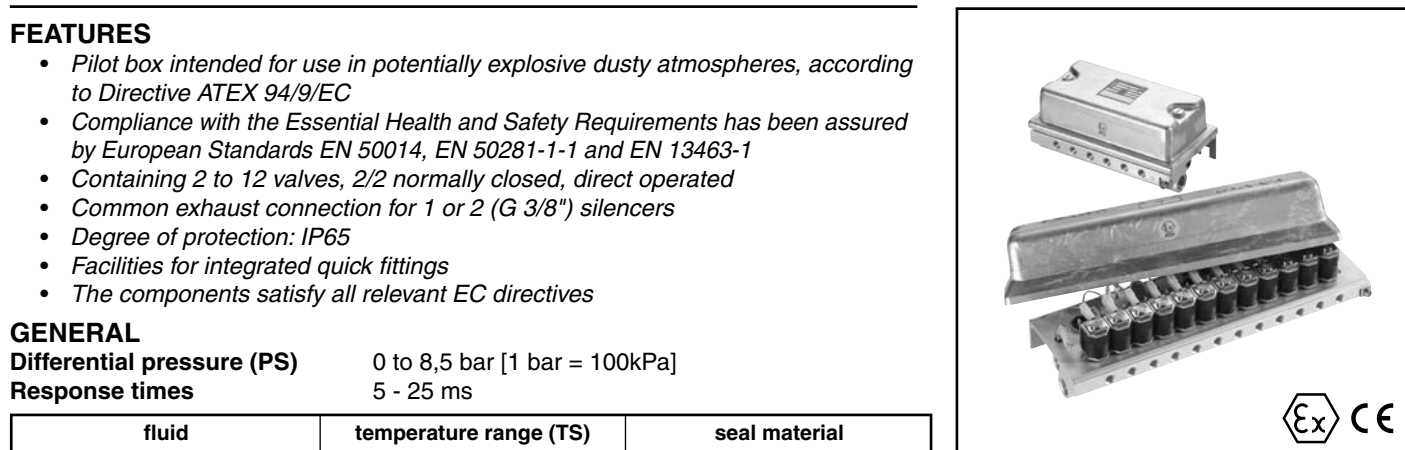 FEATURES
• Pilot box intended for use in potentially explosive dusty atmospheres, according
to Directive ATEX 94/9/EC
• Compliance with the Essential Health and Safety Requirements has been assured
by European Standards EN 50014, EN 50281-1-1 and EN 13463-1
• Containing 2 to 12 valves, 2/2 normally closed, direct operated
• Common exhaust connection for 1 or 2 (G 3/8") silencers
• Degree of protection: IP65
• Facilities for integrated quick fittings
• The components satisfy all relevant EC directives
GENERAL
Differential pressure (PS) 0 to 8,5 bar [1 bar = 100kPa]
Response times 5 - 25 ms
fluid temperature range (TS) seal material
Ex CE